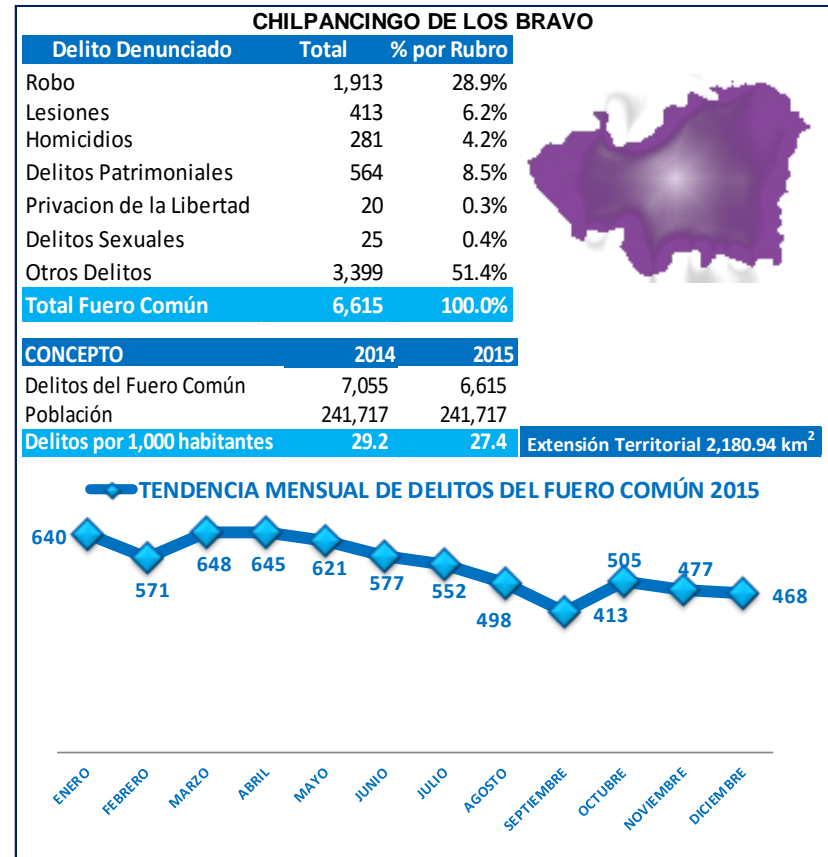 CHILPANCINGO DE LOS BRAVO
Delito Denunciado Total % por Rubro
Robo 1,913 28.9%
Lesiones 413 6.2%
Homicidios 281 4.2%
Delitos Patrimoniales 564 8.5%
Privacion de la Libertad 20 0.3%
Delitos Sexuales 25 0.4%
Otros Delitos 3,399 51.4%
Total Fuero Común 6,615 100.0%
CONCEPTO 2014 2015
Delitos del Fuero Común 7,055 6,615
Población 241,717 241,717
Delitos por 1,000 habitantes 29.2 27.4 Extensión Territorial 2,180.94 km²
TENDENCIA MENSUAL DE DELITOS DEL FUERO COMÚN 2015
640 571 648 645 621 577 552 498 413 505 477 468
ENERO FEBRERO MARZO ABRIL MAYO JUNIO JULIO AGOSTO SEPTIEMBRE OCTUBRE NOVIEMBRE DICIEMBRE